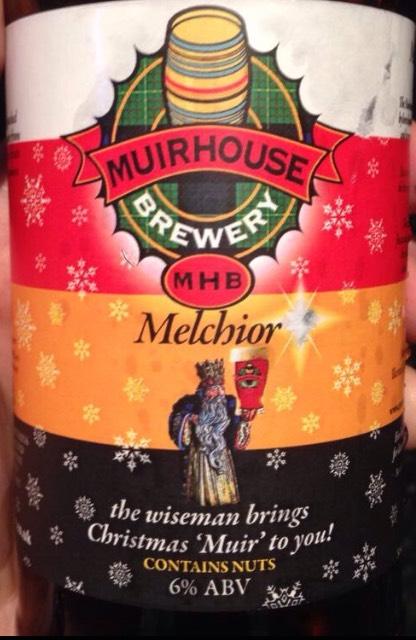 MUIRHOUSE
BREWERY
MHB
Melchior
the wiseman brings
Christmas 'Muir' to you!
CONTAINS NUTS
6% ABV